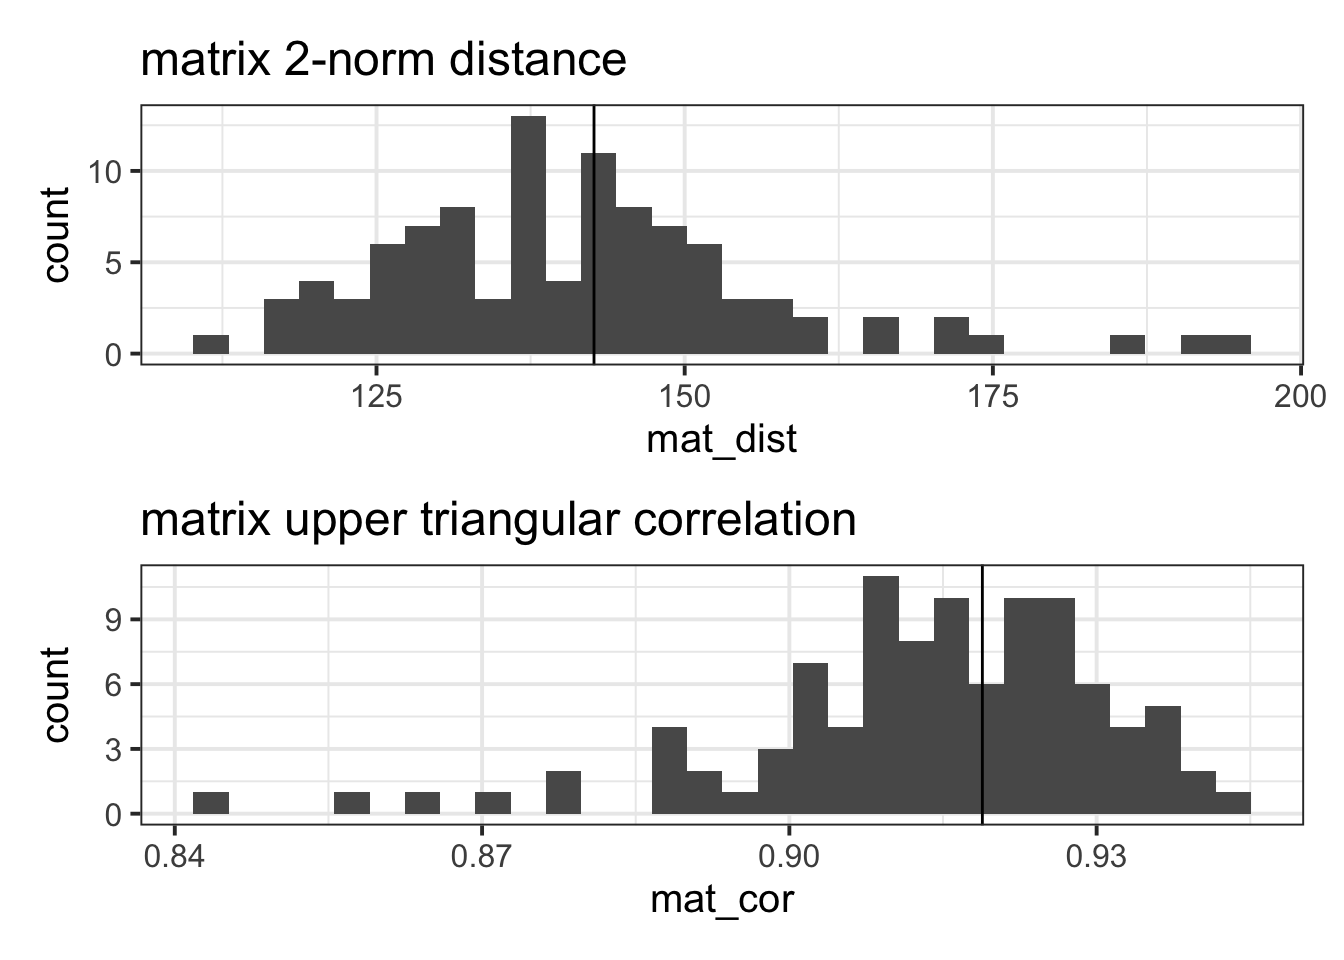 matrix 2-norm distance
10
5
0
count
125 150 175 200
mat_dist
matrix upper triangular correlation
9
6
3
0
count
0.84 0.87 0.90 0.93
mat_cor